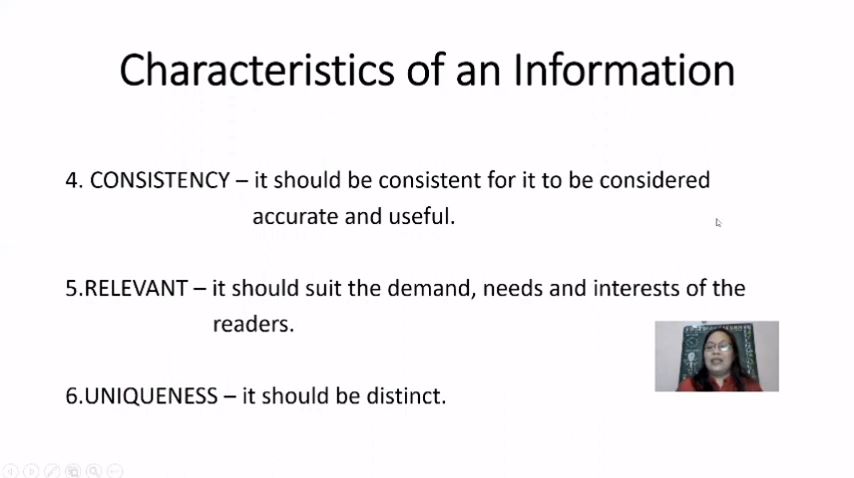 Characteristics of an Information
4. CONSISTENCY – it should be consistent for it to be considered
accurate and useful.
5.RELEVANT – it should suit the demand, needs and interests of the
readers.
6.UNIQUENESS – it should be distinct.